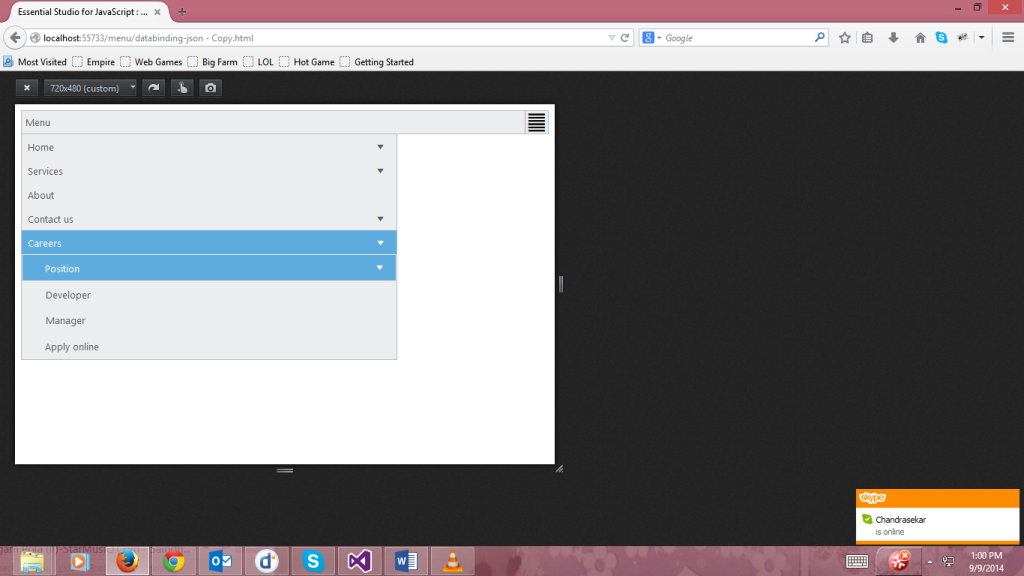 Essential Studio for JavaScript : ...
localhost:55733/menu/databinding-json - Copy.html
Google
Most Visited Empire Web Games Big Farm LOL Hot Game Getting Started
720x480 (custom)
Menu
Home
Services
About
Contact us
Careers
Position
Developer
Manager
Apply online
skype
Chandrasekar
is online
1:00 PM
9/9/2014